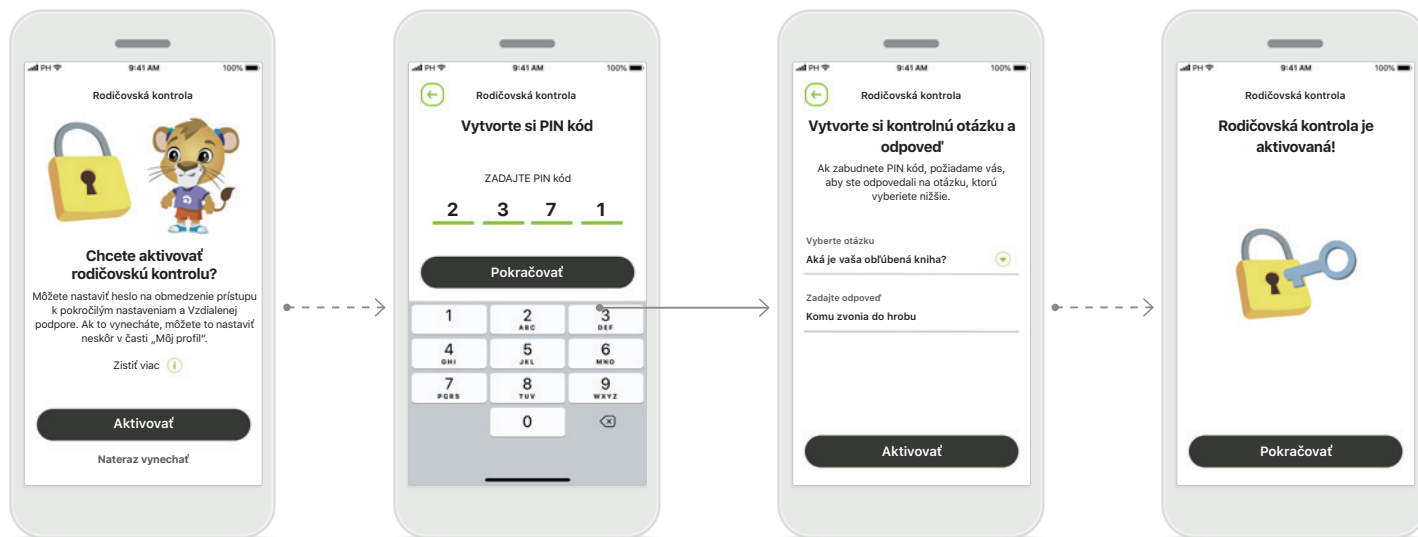 PH 9:41 AM 100%
Rodičovská kontrola
Chcete aktivovať
rodičovskú kontrolu?
Môžete nastaviť heslo na obmedzenie prístupu
k pokročilým nastaveniam a Vzdialenej
podpore. Ak to vynecháte, môžete to nastaviť
neskôr v časti „Môj profil“.
Zistiť viac i
Aktivovať
Nateraz vynechať
PH 9:41 AM 100%
Rodičovská kontrola
Vytvorte si PIN kód
ZADAJTE PIN kód
2 3 7 1
Pokračovať
1 2 3
ABC DEF
4 5 6
GHI JKL MNO
7 8 9
PQRS TUV WXYZ
0
PH 9:41 AM 100%
Rodičovská kontrola
Vytvorte si kontrolnú otázku a
odpoveď
Ak zabudnete PIN kód, požiadame vás,
aby ste odpovedali na otázku, ktorú
vyberiete nižšie.
Vyberte otázku
Aká je vaša obľúbená kniha?
Zadajte odpoveď
Komu zvonia do hrobu
Aktivovať
PH 9:41 AM 100%
Rodičovská kontrola
Rodičovská kontrola je
aktivovaná!
Pokračovať